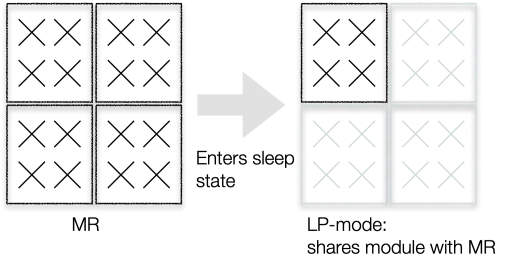 Enters sleep
state
MR
LP-mode:
shares module with MR